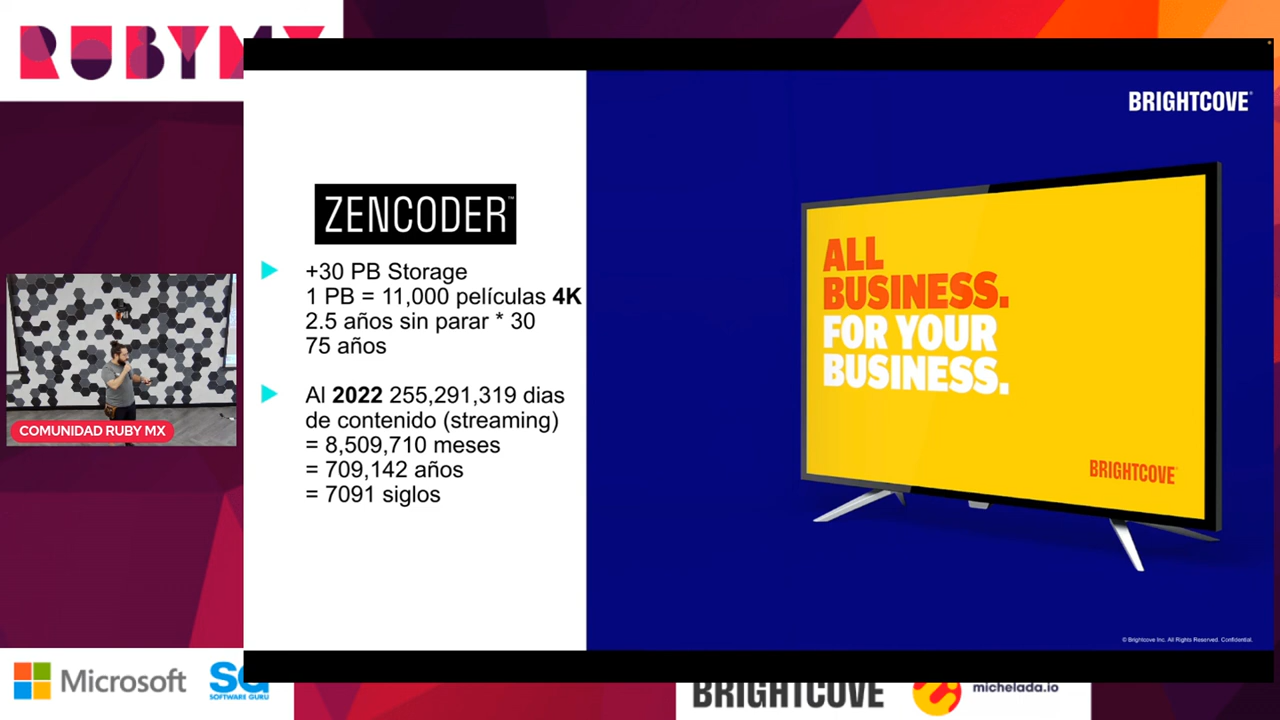 RUBYMX
BRIGHTCOVE
ZENCODER™
+30 PB Storage
1 PB = 11,000 películas 4K
2.5 años sin parar * 30
75 años
Al 2022 255,291,319 dias
de contenido (streaming)
= 8,509,710 meses
= 709,142 años
= 7091 siglos
ALL
BUSINESS.
FOR YOUR
BUSINESS.
BRIGHTCOVE
COMUNIDAD RUBY MX
© Brightcove Inc. All Rights Reserved. Confidential.
Microsoft
SG
SOFTWARE GURU
BRIGHTCOVE
michelada.io